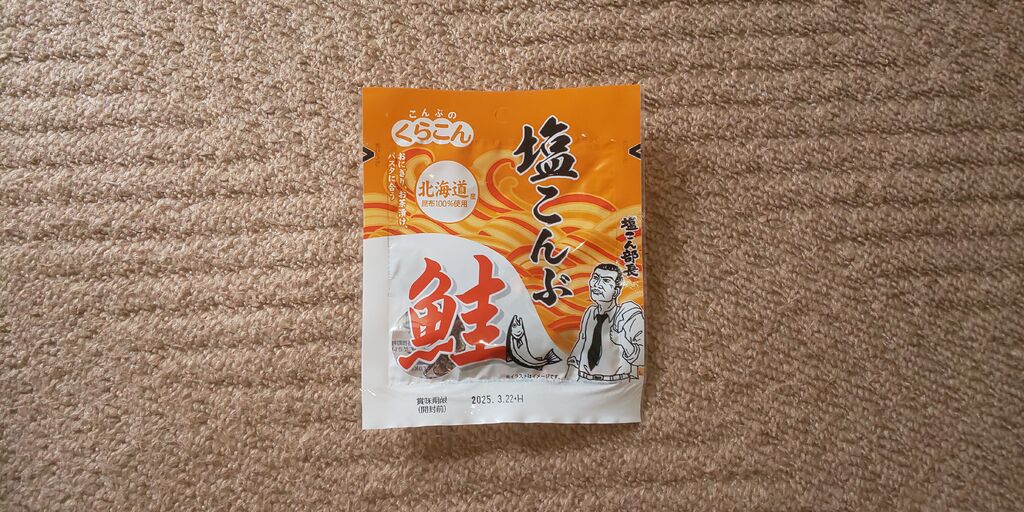 こんぶの
くらこん
おにぎり、お茶漬け、
パスタに合う!
北海道産
昆布100%使用
塩こんぶ
塩こん部長
鮭
※イラストはイメージです。
賞味期限
(開封前)
2025. 3.22+H